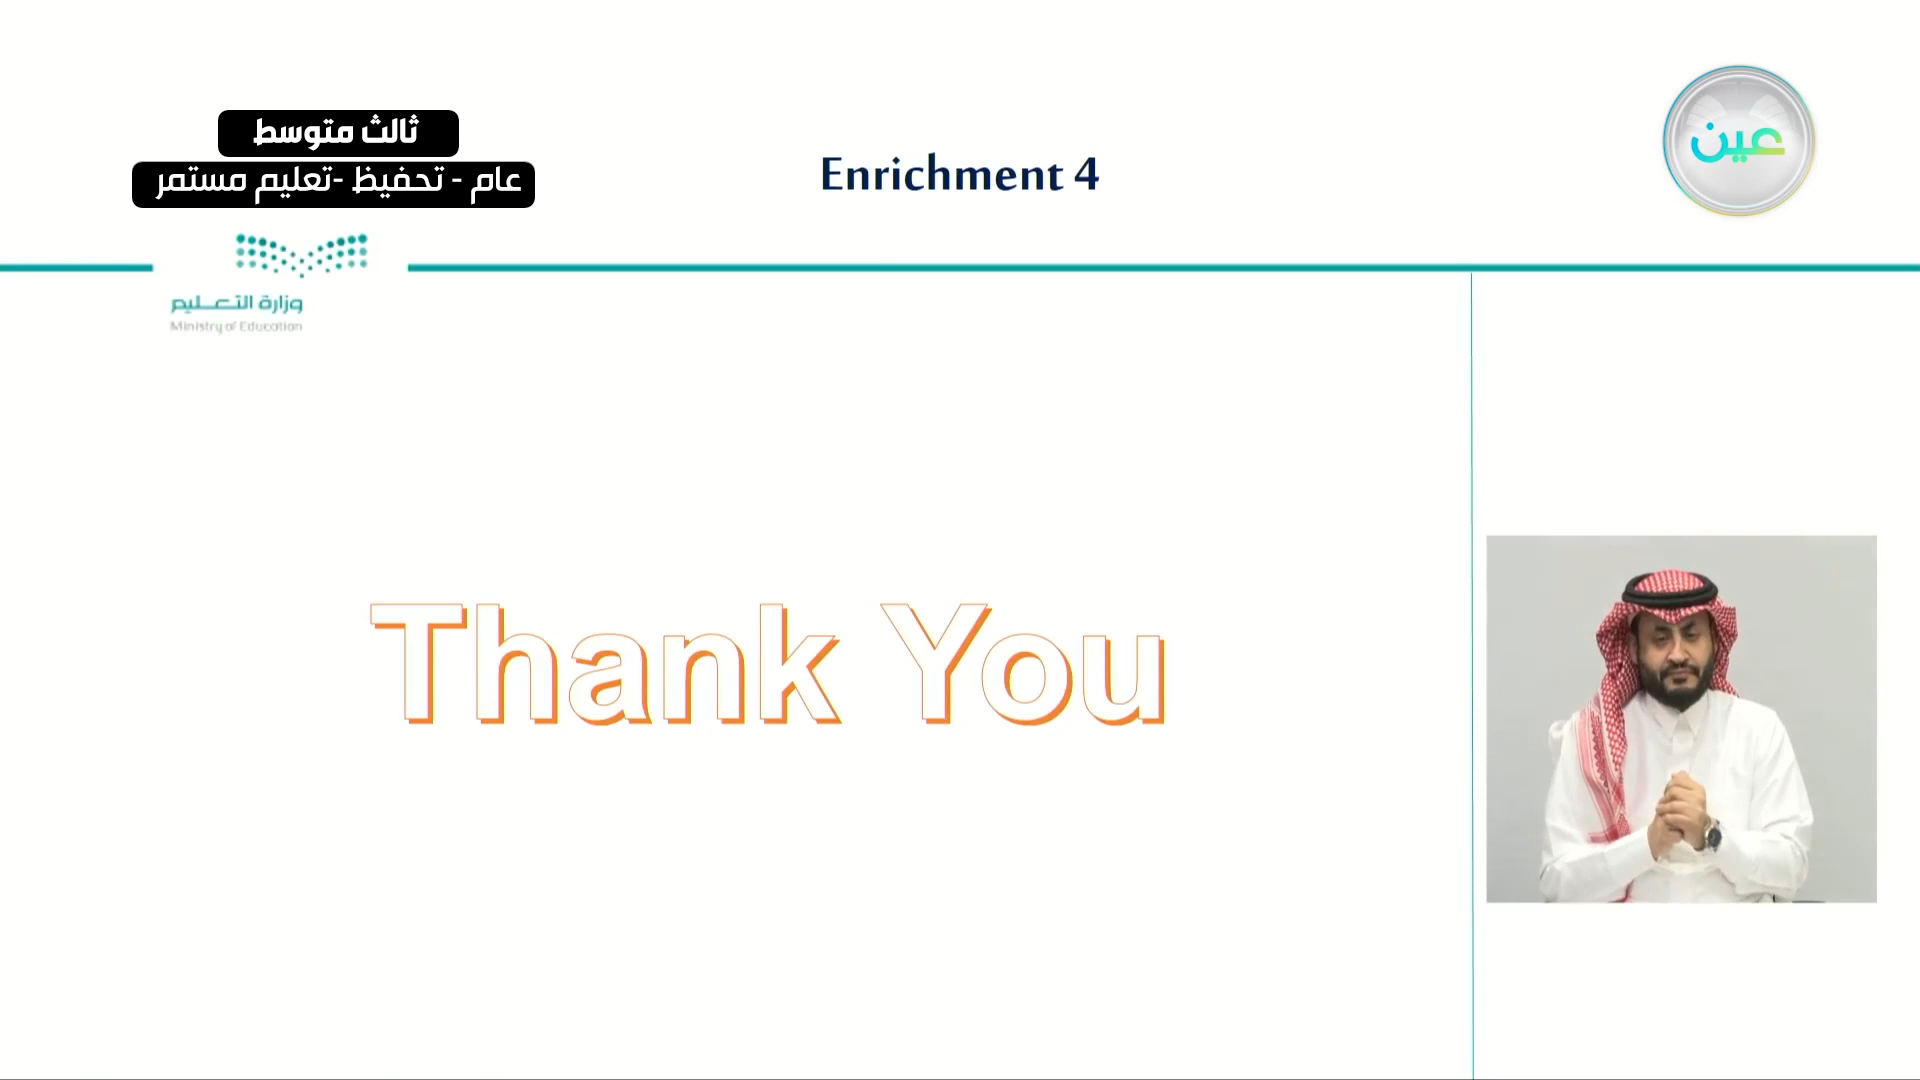 ثالث متوسط
عام - تحفيظ -تعليم مستمر
Enrichment 4
عين
وزارة التعليم
Ministry of Education
Thank You